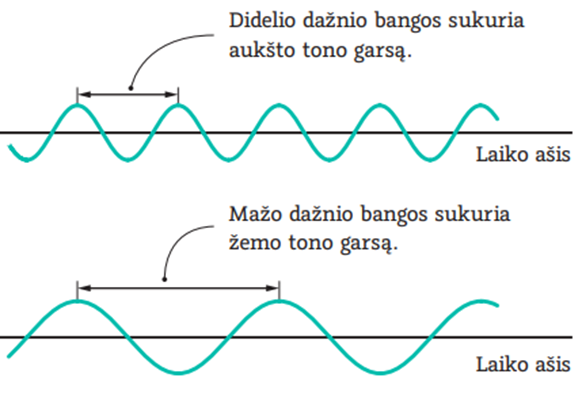 Didelio dažnio bangos sukuria
aukšto tono garsą.
Laiko ašis
Mažo dažnio bangos sukuria
žemo tono garsą.
Laiko ašis